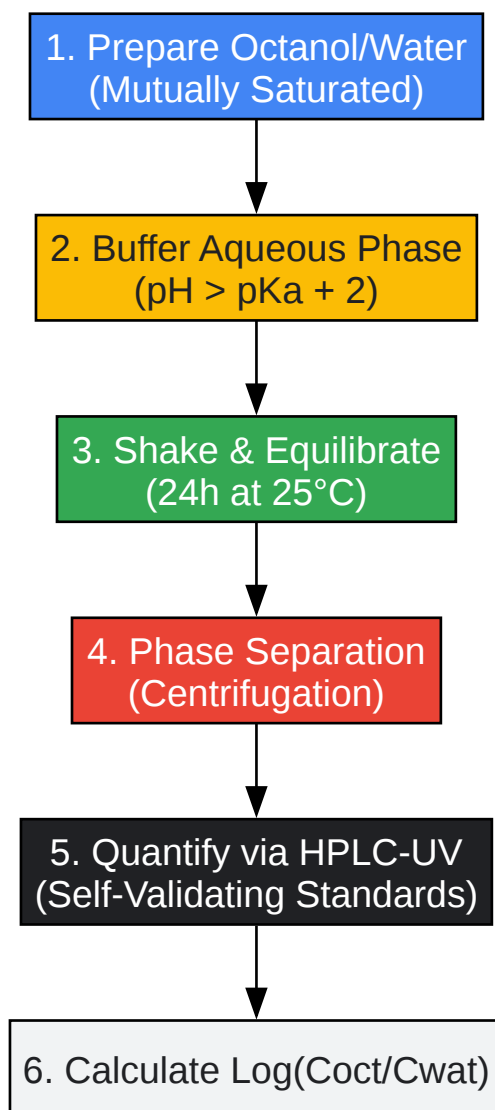 1. Prepare Octanol/Water
(Mutually Saturated)
2. Buffer Aqueous Phase
(pH > pKa + 2)
3. Shake & Equilibrate
(24h at 25°C)
4. Phase Separation
(Centrifugation)
5. Quantify via HPLC-UV
(Self-Validating Standards)
6. Calculate Log(Coct/Cwat)